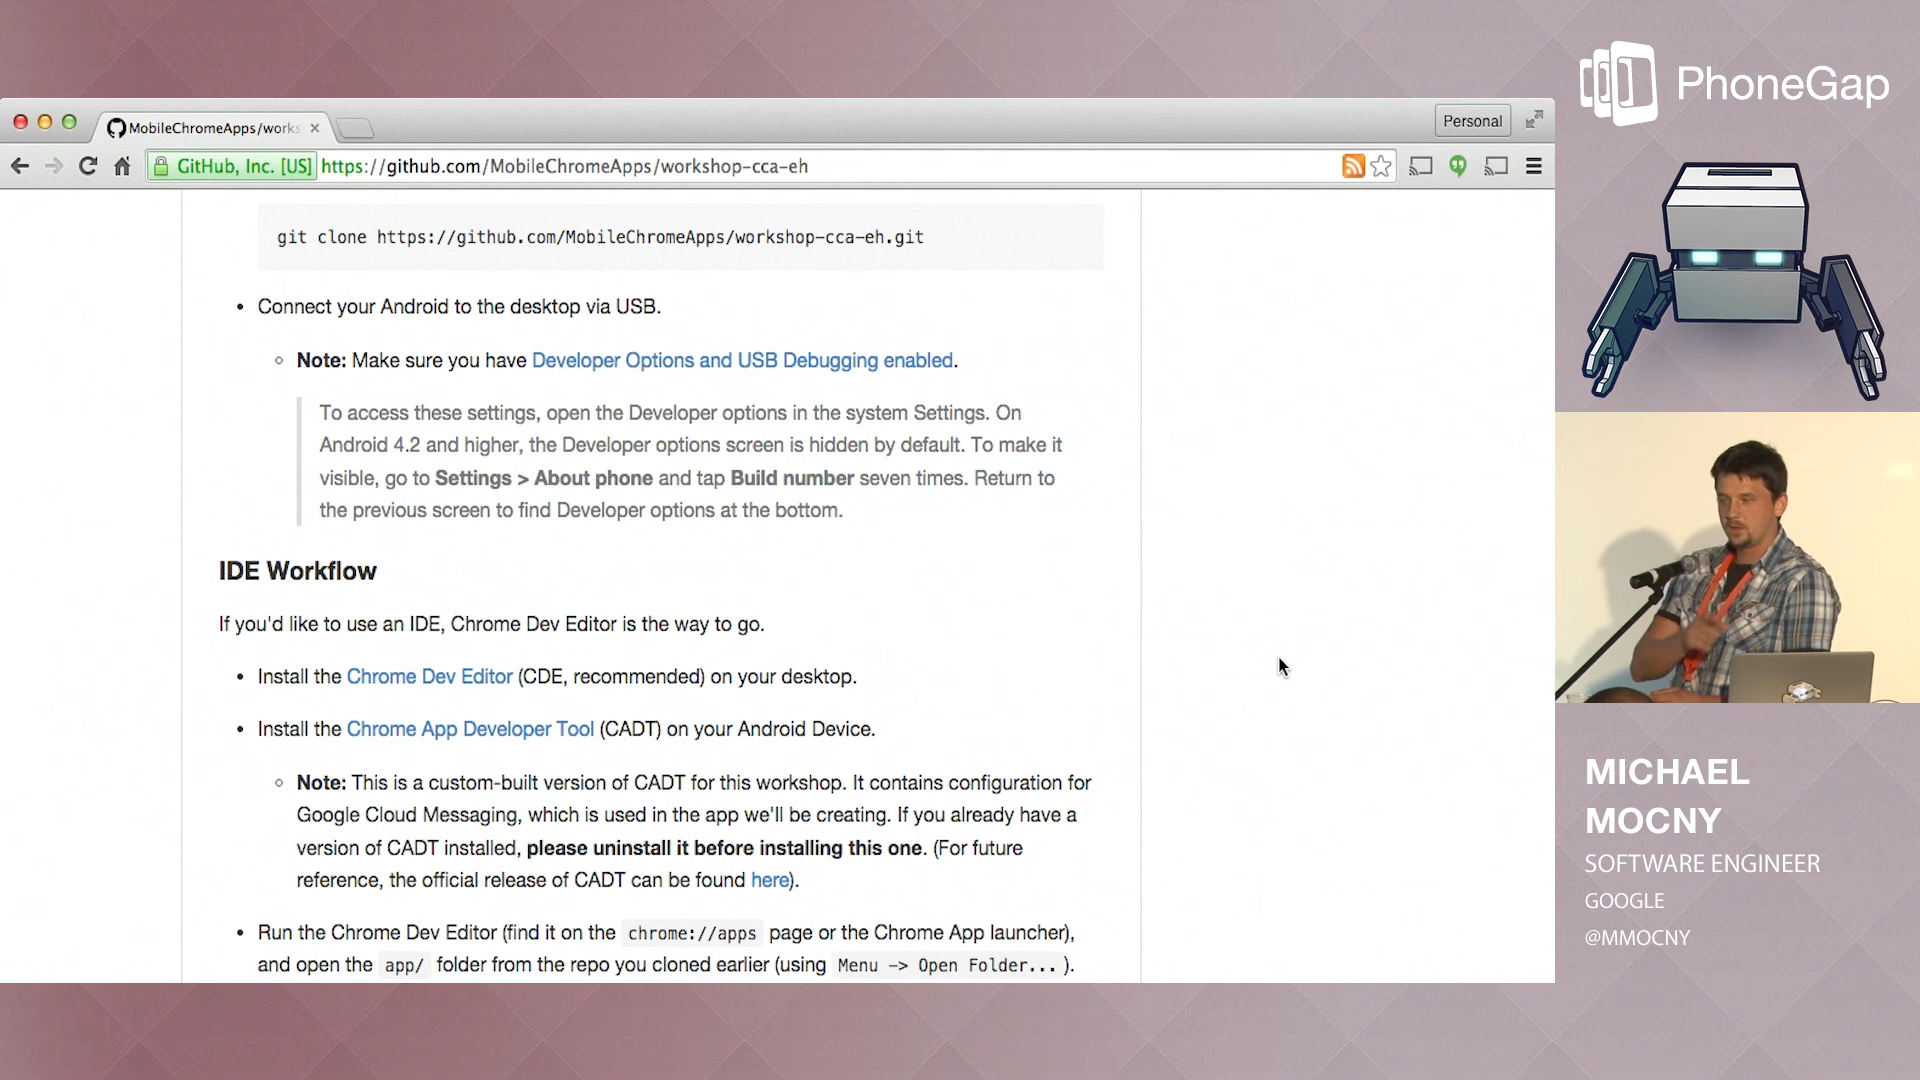 MobileChromeApps/works
Personal
GitHub, Inc. [US] https://github.com/MobileChromeApps/workshop-cca-eh
git clone https://github.com/MobileChromeApps/workshop-cca-eh.git
• Connect your Android to the desktop via USB.
Note: Make sure you have Developer Options and USB Debugging enabled.
To access these settings, open the Developer options in the system Settings. On
Android 4.2 and higher, the Developer options screen is hidden by default. To make it
visible, go to Settings > About phone and tap Build number seven times. Return to
the previous screen to find Developer options at the bottom.
IDE Workflow
If you'd like to use an IDE, Chrome Dev Editor is the way to go.
• Install the Chrome Dev Editor (CDE, recommended) on your desktop.
• Install the Chrome App Developer Tool (CADT) on your Android Device.
Note: This is a custom-built version of CADT for this workshop. It contains configuration for
Google Cloud Messaging, which is used in the app we'll be creating. If you already have a
version of CADT installed, please uninstall it before installing this one. (For future
reference, the official release of CADT can be found here).
• Run the Chrome Dev Editor (find it on the chrome://apps page or the Chrome App launcher),
and open the app/ folder from the repo you cloned earlier (using Menu -> Open Folder... ).
PhoneGap
MICHAEL
MOCNY
SOFTWARE ENGINEER
GOOGLE
@MMOCNY